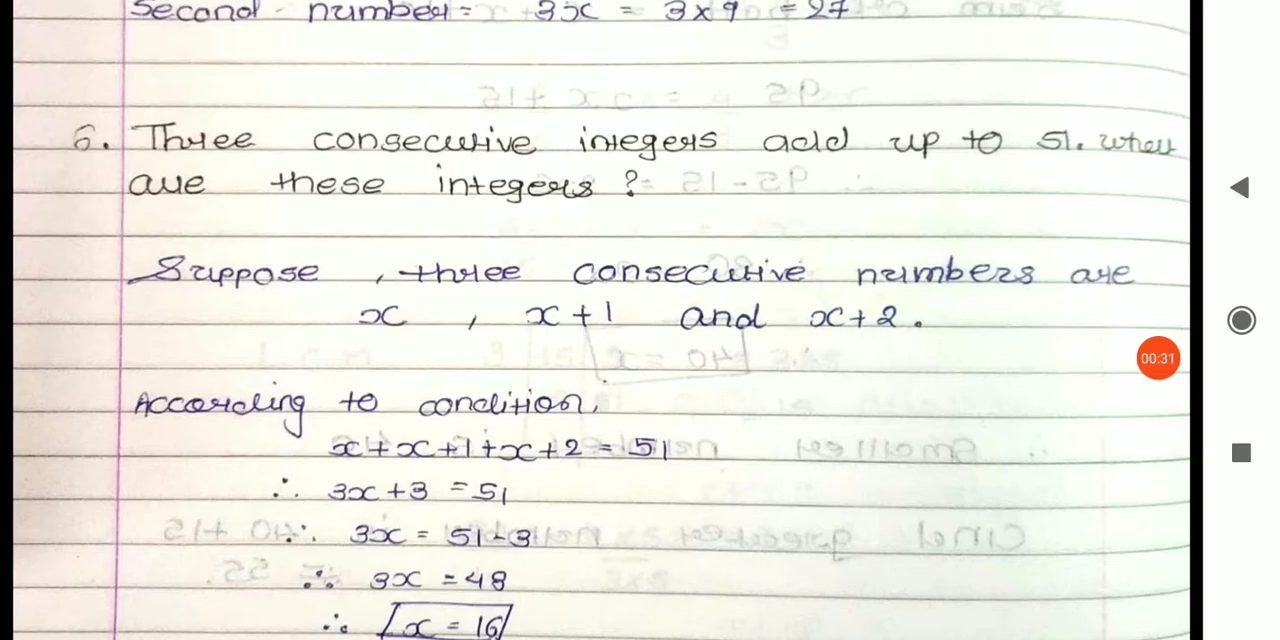 Second number = 3x = 3 x 9 = 27
6. Three consecutive integers add up to 51. what
are these integers ?
Suppose , three consecutive numbers are
x , x+1 and x+2.
00:31
According to condition,
x+x+1+x+2 = 51
∴ 3x+3 = 51
∴ 3x = 51-3
∴ 3x = 48
∴ x = 16